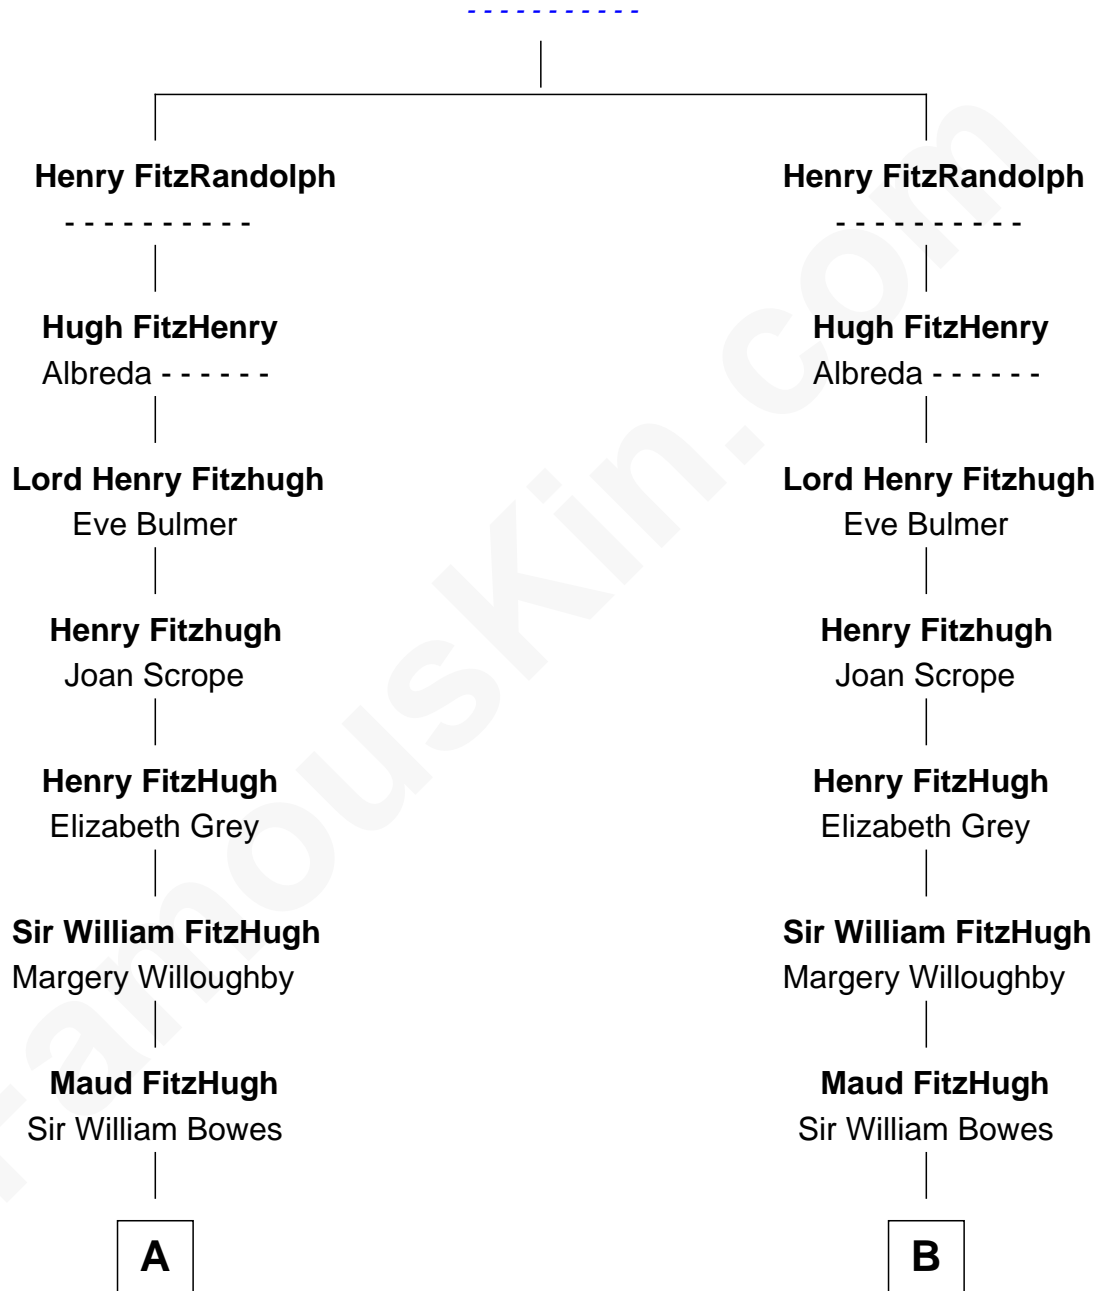 - - - - - - - - - - -
Henry FitzRandolph Henry FitzRandolph
- - - - - - - - - - - - - - - - - - - -
Hugh FitzHenry Hugh FitzHenry
Albreda - - - - - - Albreda - - - - - -
Lord Henry Fitzhugh Lord Henry Fitzhugh
Eve Bulmer Eve Bulmer
Henry Fitzhugh Henry Fitzhugh
Joan Scrope Joan Scrope
Henry FitzHugh Henry FitzHugh
Elizabeth Grey Elizabeth Grey
Sir William FitzHugh Sir William FitzHugh
Margery Willoughby Margery Willoughby
Maud FitzHugh Maud FitzHugh
Sir William Bowes Sir William Bowes
A B
FamousKin.com